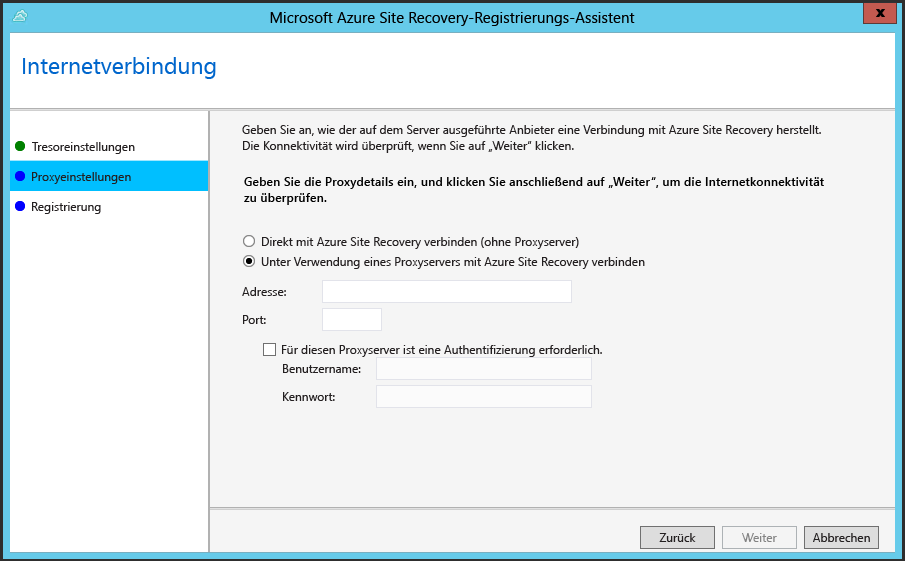 Microsoft Azure Site Recovery-Registrierungs-Assistent
x
Internetverbindung
Tresoreinstellungen
Proxyeinstellungen
Registrierung
Geben Sie an, wie der auf dem Server ausgeführte Anbieter eine Verbindung mit Azure Site Recovery herstellt.
Die Konnektivität wird überprüft, wenn Sie auf „Weiter“ klicken.
Geben Sie die Proxydetails ein, und klicken Sie anschließend auf „Weiter“, um die Internetkonnektivität
zu überprüfen.
Direkt mit Azure Site Recovery verbinden (ohne Proxyserver)
Unter Verwendung eines Proxyservers mit Azure Site Recovery verbinden
Adresse:
Port:
Für diesen Proxyserver ist eine Authentifizierung erforderlich.
Benutzername:
Kennwort:
Zurück
Weiter
Abbrechen